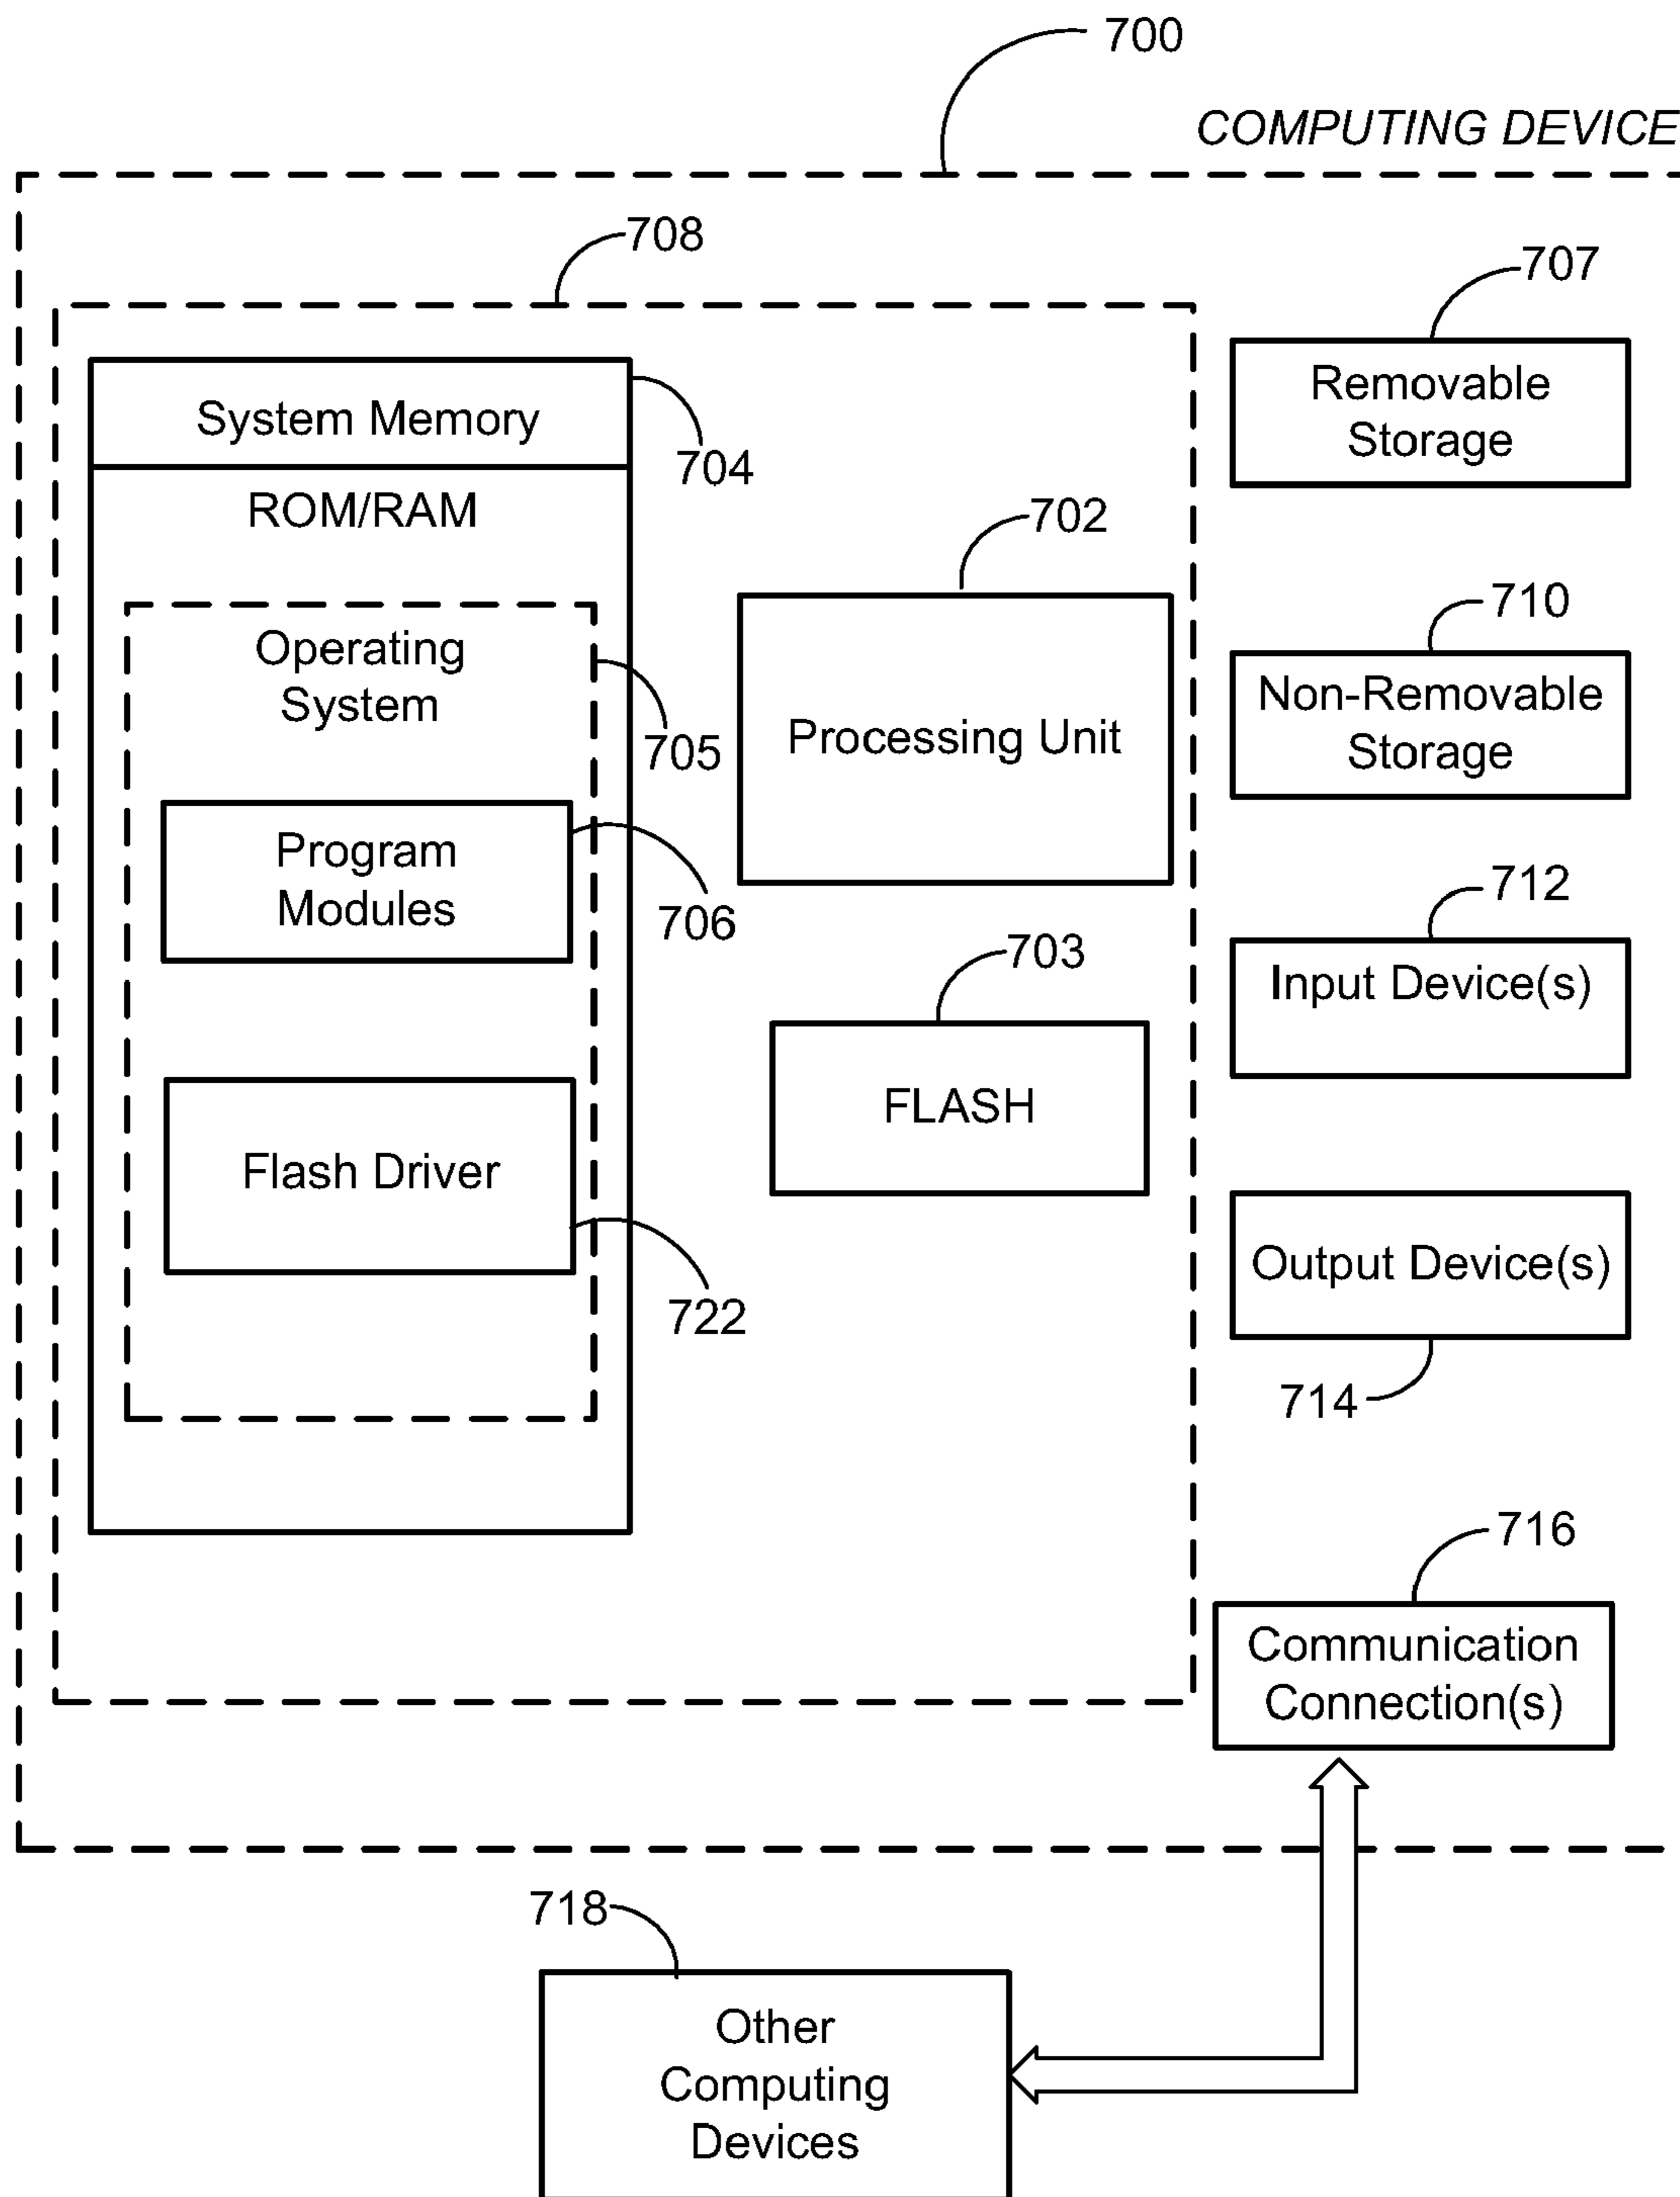 700
COMPUTING DEVICE
708
707
System Memory
704
ROM/RAM
Removable
Storage
702
Operating
System
705
Processing Unit
710
Non-Removable
Storage
Program
Modules
706
712
Input Device(s)
703
FLASH
Flash Driver
722
Output Device(s)
714
716
Communication
Connection(s)
718
Other
Computing
Devices